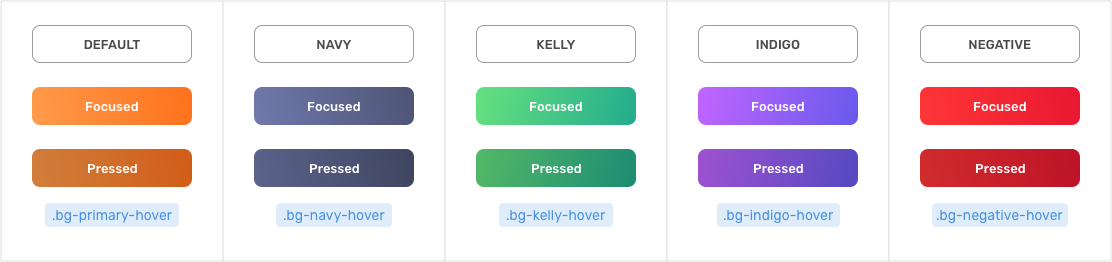 DEFAULT
NAVY
KELLY
INDIGO
NEGATIVE
Focused
Focused
Focused
Focused
Focused
Pressed
Pressed
Pressed
Pressed
Pressed
.bg-primary-hover
.bg-navy-hover
.bg-kelly-hover
.bg-indigo-hover
.bg-negative-hover